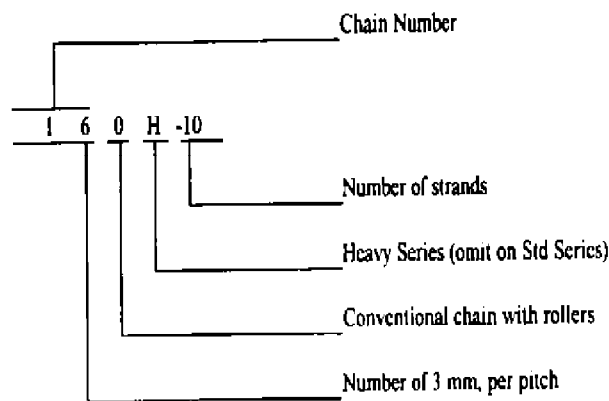 Chain Number
1 6 0 H -10
Number of strands
Heavy Series (omit on Std Series)
Conventional chain with rollers
Number of 3 mm, per pitch